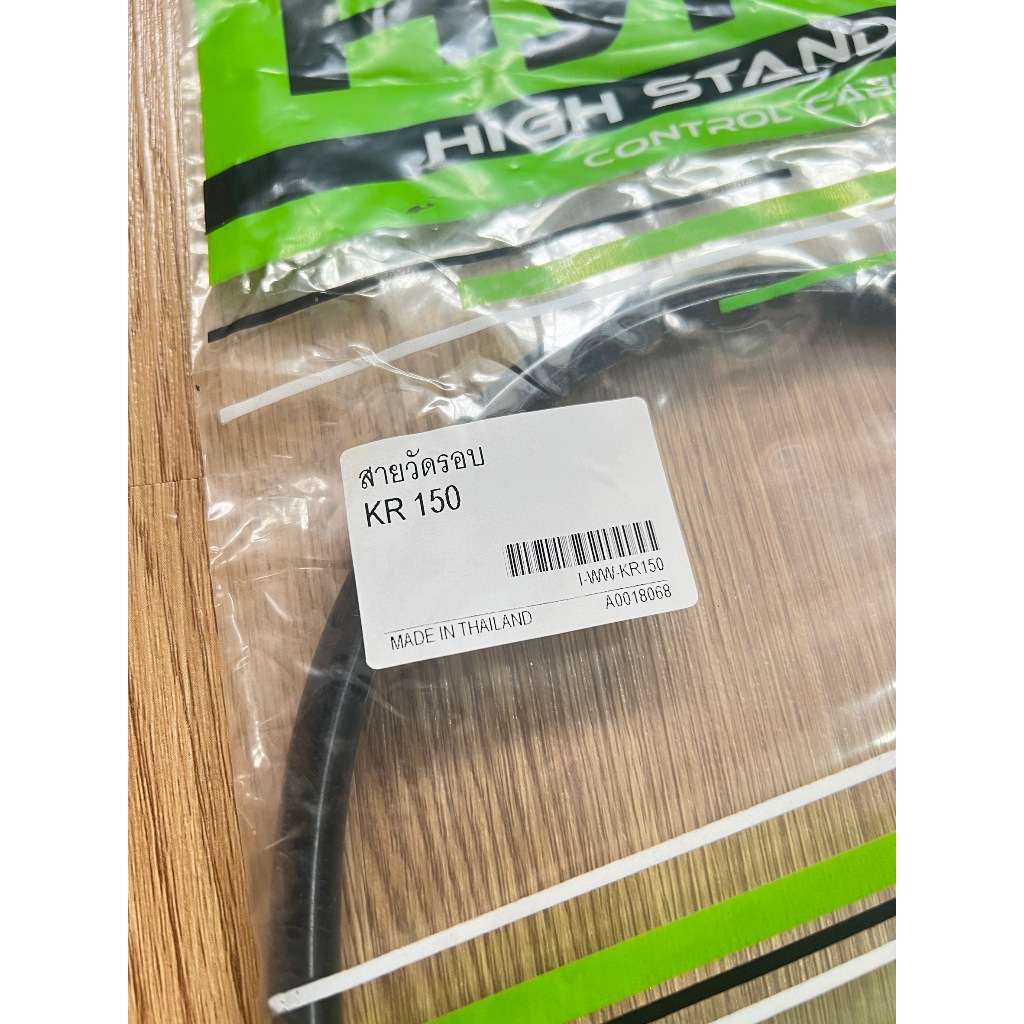 HIGH STAND
CONTROL CAB
สายวัดรอบ
KR 150
I-WW-KR150
A0018068
MADE IN THAILAND